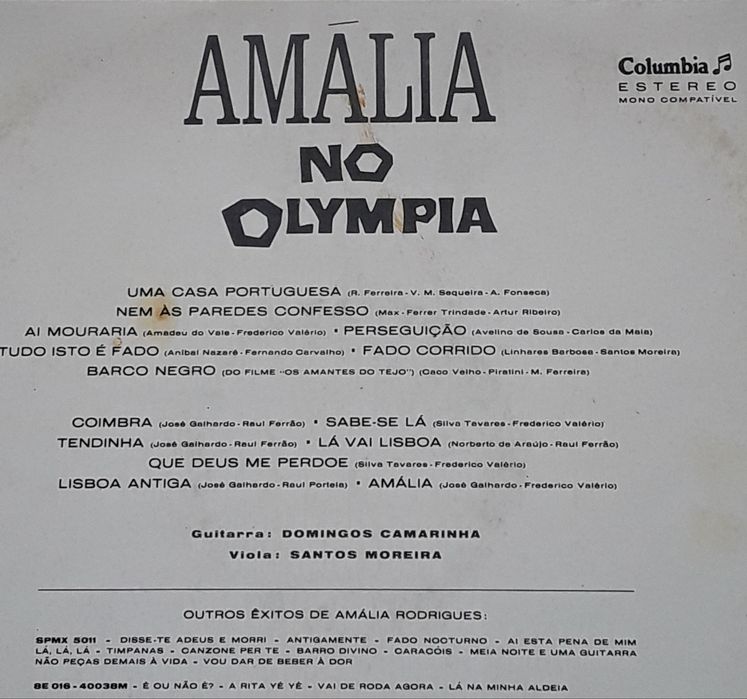 AMÁLIA
NO
OLYMPIA
Columbia
ESTEREO
MONO COMPATÍVEL
UMA CASA PORTUGUESA (R. Ferreira - V. M. Sequeira - A. Fonseca)
NEM ÀS PAREDES CONFESSO (Max - Ferrer Trindade - Artur Ribeiro)
AI MOURARIA (Amadeu do Vale - Frederico Valério) • PERSEGUIÇÃO (Avelino de Sousa - Carlos da Maia)
TUDO ISTO É FADO (Aníbal Nazaré - Fernando Carvalho) • FADO CORRIDO (Linhares Barbosa - Santos Moreira)
BARCO NEGRO (DO FILME "OS AMANTES DO TEJO") (Caco Velho - Piratini - M. Ferreira)
COIMBRA (José Galhardo - Raul Ferrão) • SABE-SE LÁ (Silva Tavares - Frederico Valério)
TENDINHA (José Galhardo - Raul Ferrão) • LÁ VAI LISBOA (Norberto de Araújo - Raul Ferrão)
QUE DEUS ME PERDOE (Silva Tavares - Frederico Valério)
LISBOA ANTIGA (José Galhardo - Raul Portela) • AMÁLIA (José Galhardo - Frederico Valério)
Guitarra: DOMINGOS CAMARINHA
Viola: SANTOS MOREIRA
OUTROS ÊXITOS DE AMÁLIA RODRIGUES:
SPMX 5011 - DISSE-TE ADEUS E MORRI - ANTIGAMENTE - FADO NOCTURNO - AI ESTA PENA DE MIM
LÁ, LÁ, LÁ - TIMPANAS - CANZONE PER TE - BARRO DIVINO - CARACÓIS - MEIA NOITE E UMA GUITARRA
NÃO PEÇAS DEMAIS À VIDA - VOU DAR DE BEBER À DOR
8E 016 - 40038M - É OU NÃO É? - A RITA YÉ YÉ - VAI DE RODA AGORA - LÁ NA MINHA ALDEIA